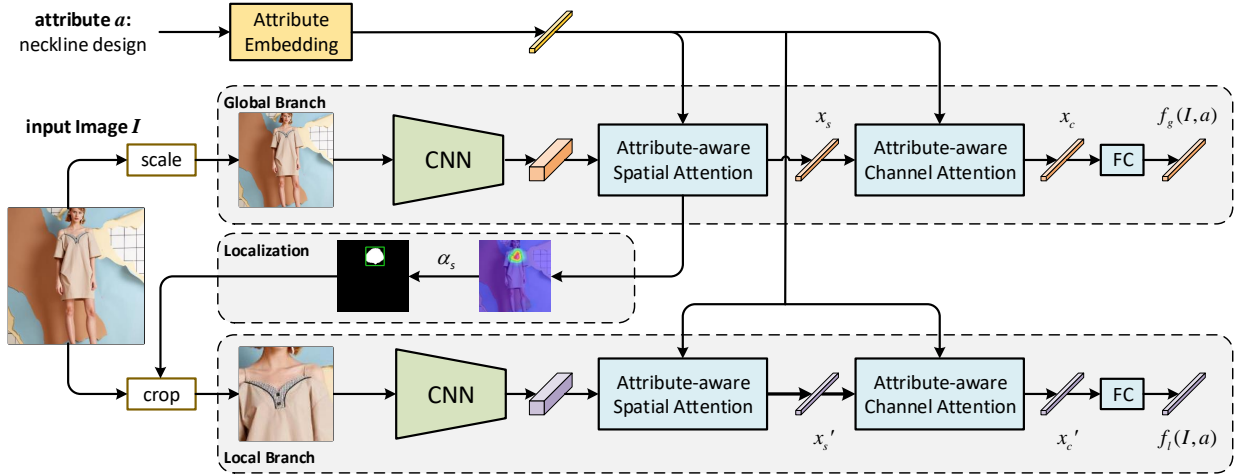 attribute a:
neckline design
Attribute
Embedding
Global Branch
input Image I
scale
CNN
Attribute-aware
Spatial Attention
x_s
Attribute-aware
Channel Attention
x_c
FC
f_g(I,a)
Localization
α_s
crop
CNN
Attribute-aware
Spatial Attention
x_s'
Attribute-aware
Channel Attention
x_c'
FC
f_l(I,a)
Local Branch